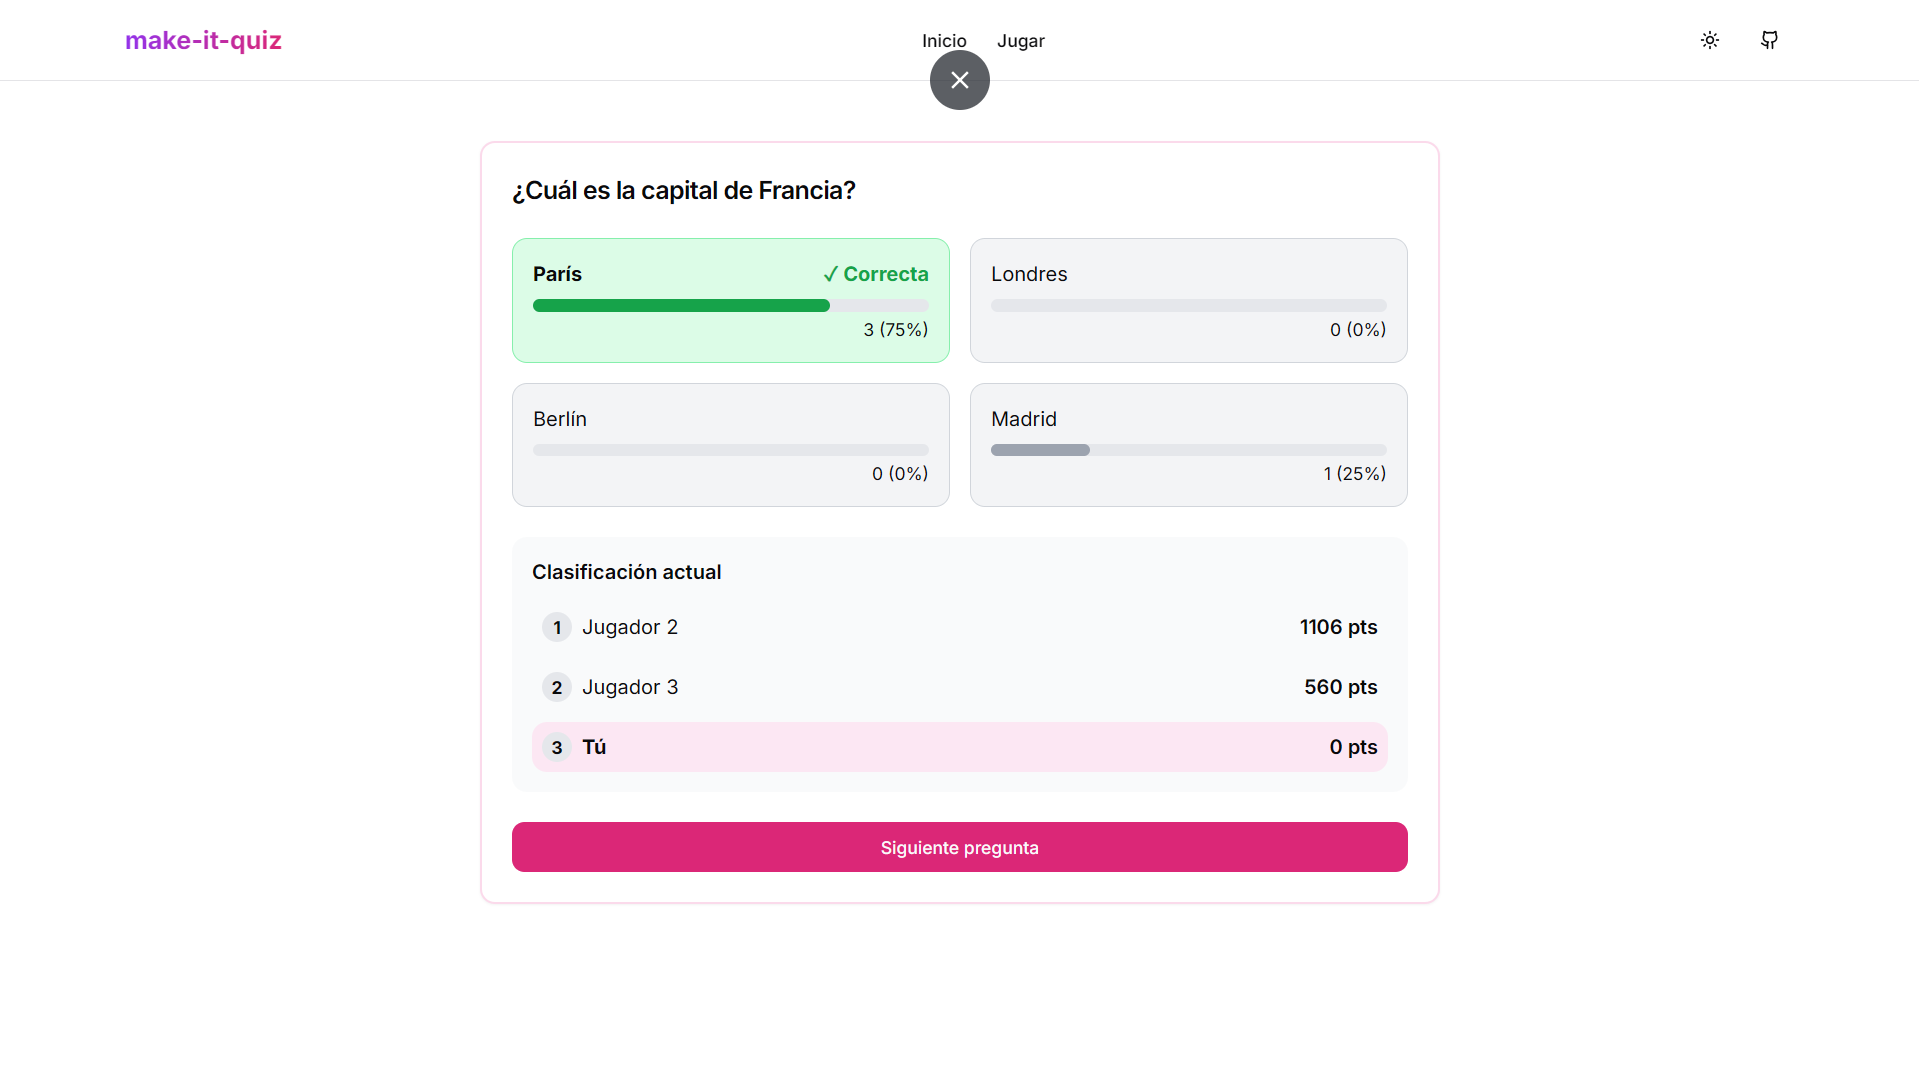 make-it-quiz
Inicio Jugar
¿Cuál es la capital de Francia?
París ✓ Correcta
3 (75%)
Londres
0 (0%)
Berlín
0 (0%)
Madrid
1 (25%)
Clasificación actual
1 Jugador 2 1106 pts
2 Jugador 3 560 pts
3 Tú 0 pts
Siguiente pregunta